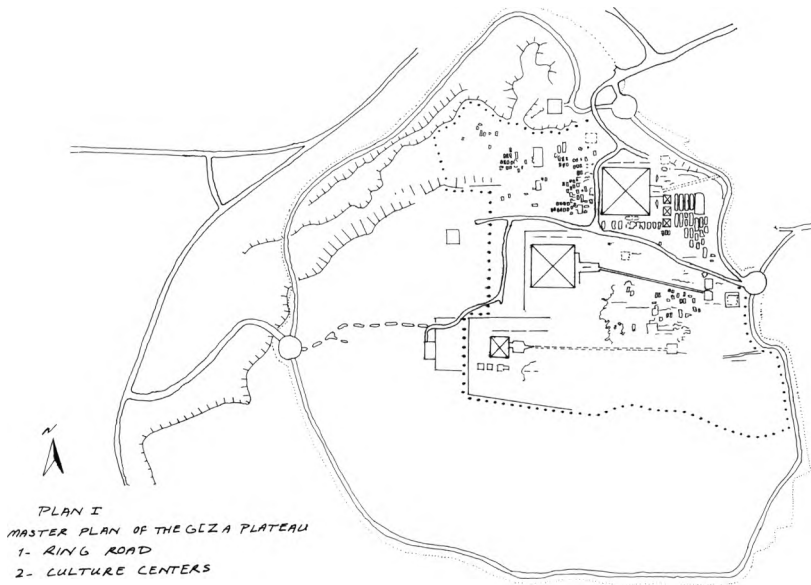 N
PLAN I
MASTER PLAN OF THE GIZA PLATEAU
1- RING ROAD
2- CULTURE CENTERS